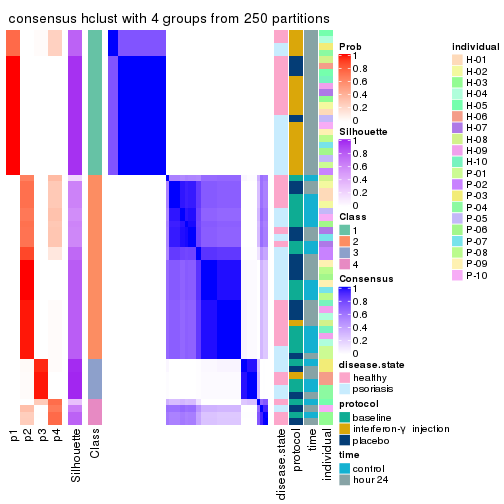 consensus hclust with 4 groups from 250 partitions
Prob
1
0.8
0.6
0.4
0.2
0
Silhouette
1
0.8
0.6
0.4
0.2
0
Class
1
2
3
4
Consensus
1
0.8
0.6
0.4
0.2
0
disease.state
healthy
psoriasis
protocol
baseline
interferon-γ injection
placebo
time
control
hour 24
individual
H-01
H-02
H-03
H-04
H-05
H-06
H-07
H-08
H-09
H-10
P-01
P-02
P-03
P-04
P-05
P-06
P-07
P-08
P-09
P-10
p1
p2
p3
p4
Silhouette
Class
disease.state
protocol
time
individual